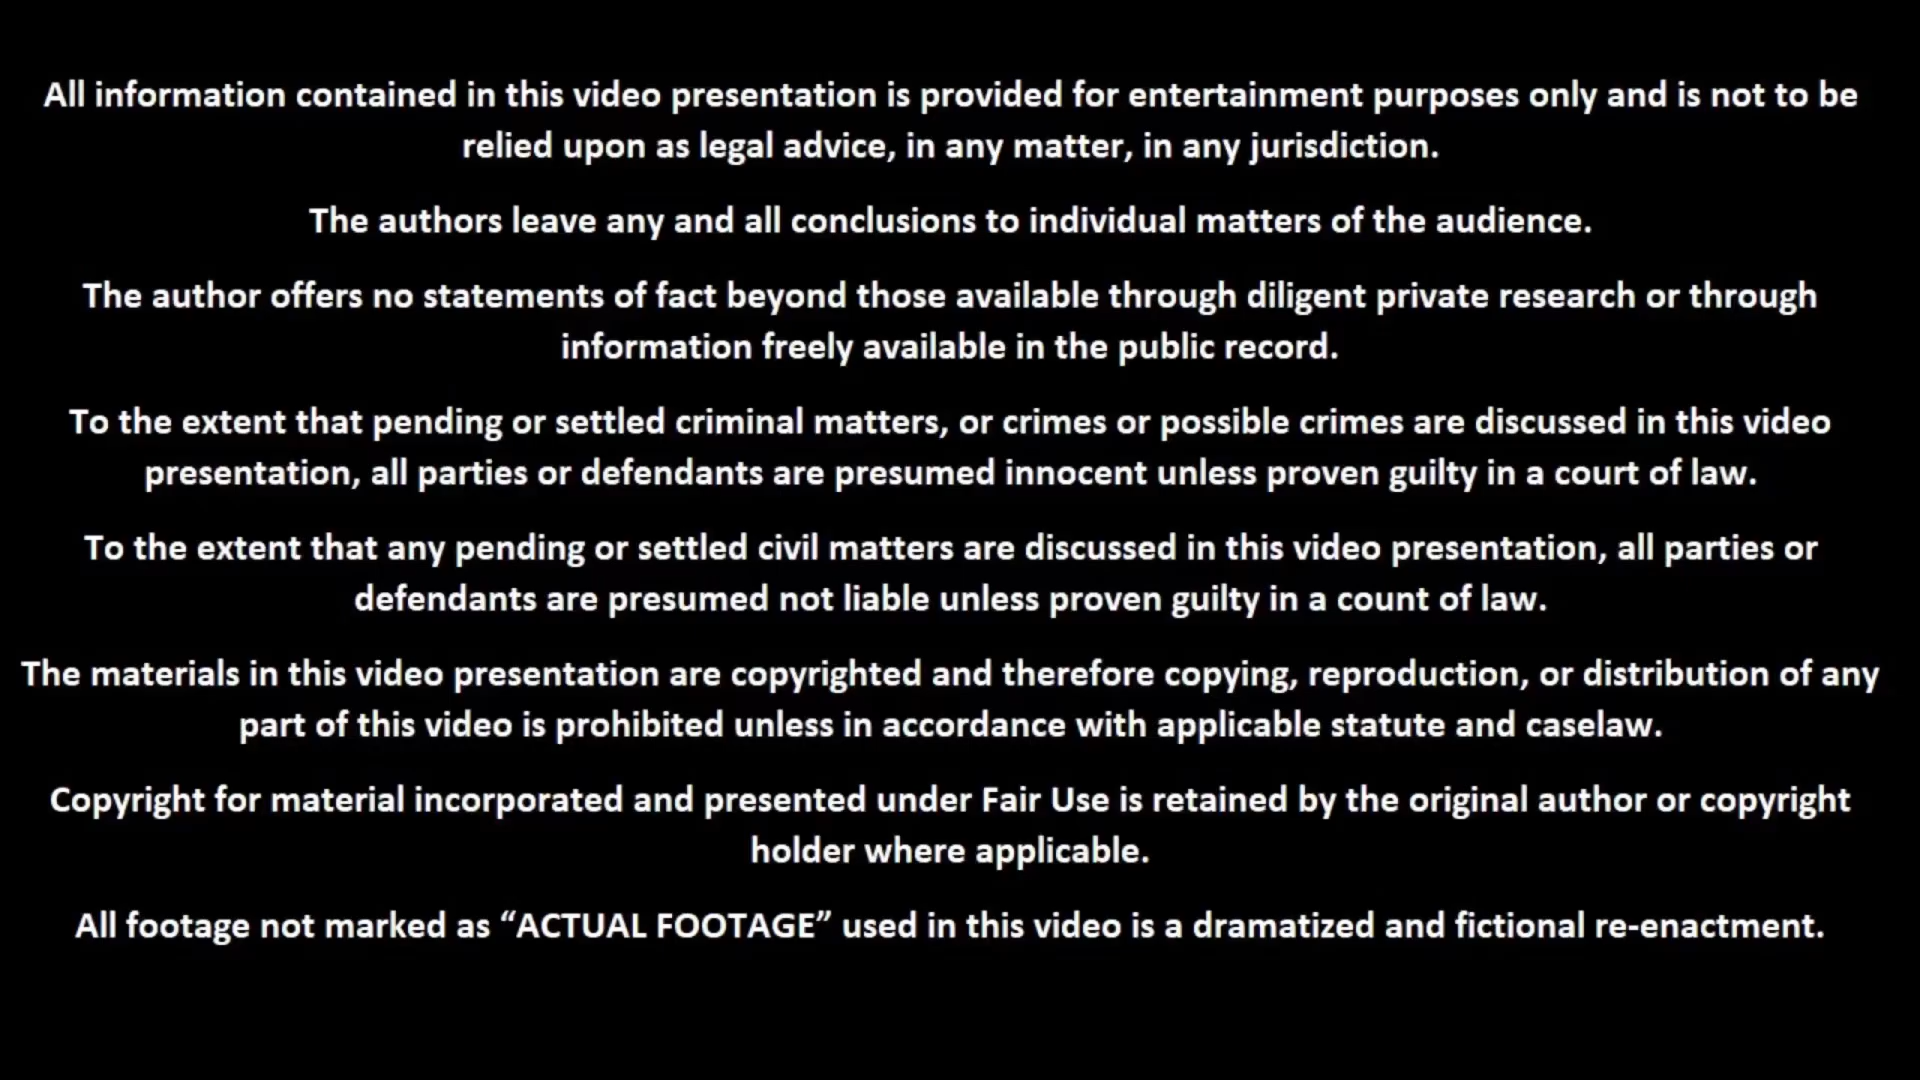 All information contained in this video presentation is provided for entertainment purposes only and is not to be
relied upon as legal advice, in any matter, in any jurisdiction.
The authors leave any and all conclusions to individual matters of the audience.
The author offers no statements of fact beyond those available through diligent private research or through
information freely available in the public record.
To the extent that pending or settled criminal matters, or crimes or possible crimes are discussed in this video
presentation, all parties or defendants are presumed innocent unless proven guilty in a court of law.
To the extent that any pending or settled civil matters are discussed in this video presentation, all parties or
defendants are presumed not liable unless proven guilty in a count of law.
The materials in this video presentation are copyrighted and therefore copying, reproduction, or distribution of any
part of this video is prohibited unless in accordance with applicable statute and caselaw.
Copyright for material incorporated and presented under Fair Use is retained by the original author or copyright
holder where applicable.
All footage not marked as “ACTUAL FOOTAGE” used in this video is a dramatized and fictional re-enactment.